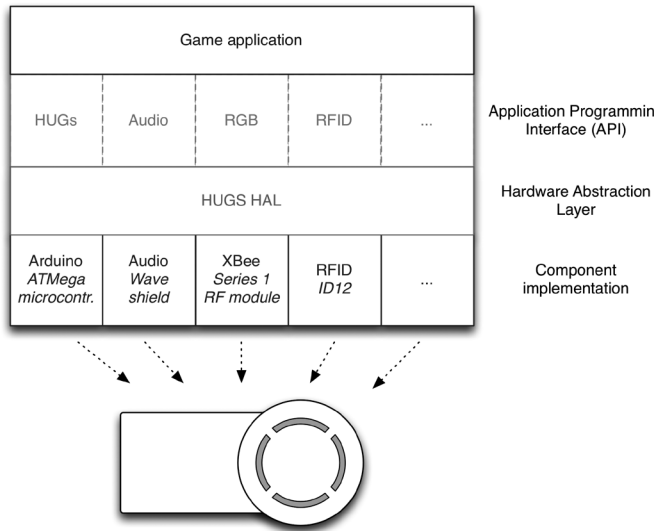 Game application
HUGs Audio RGB RFID ...
Application Programmin
Interface (API)
HUGS HAL
Hardware Abstraction
Layer
Arduino
ATMega
microcontr.
Audio
Wave
shield
XBee
Series 1
RF module
RFID
ID12
...
Component
implementation